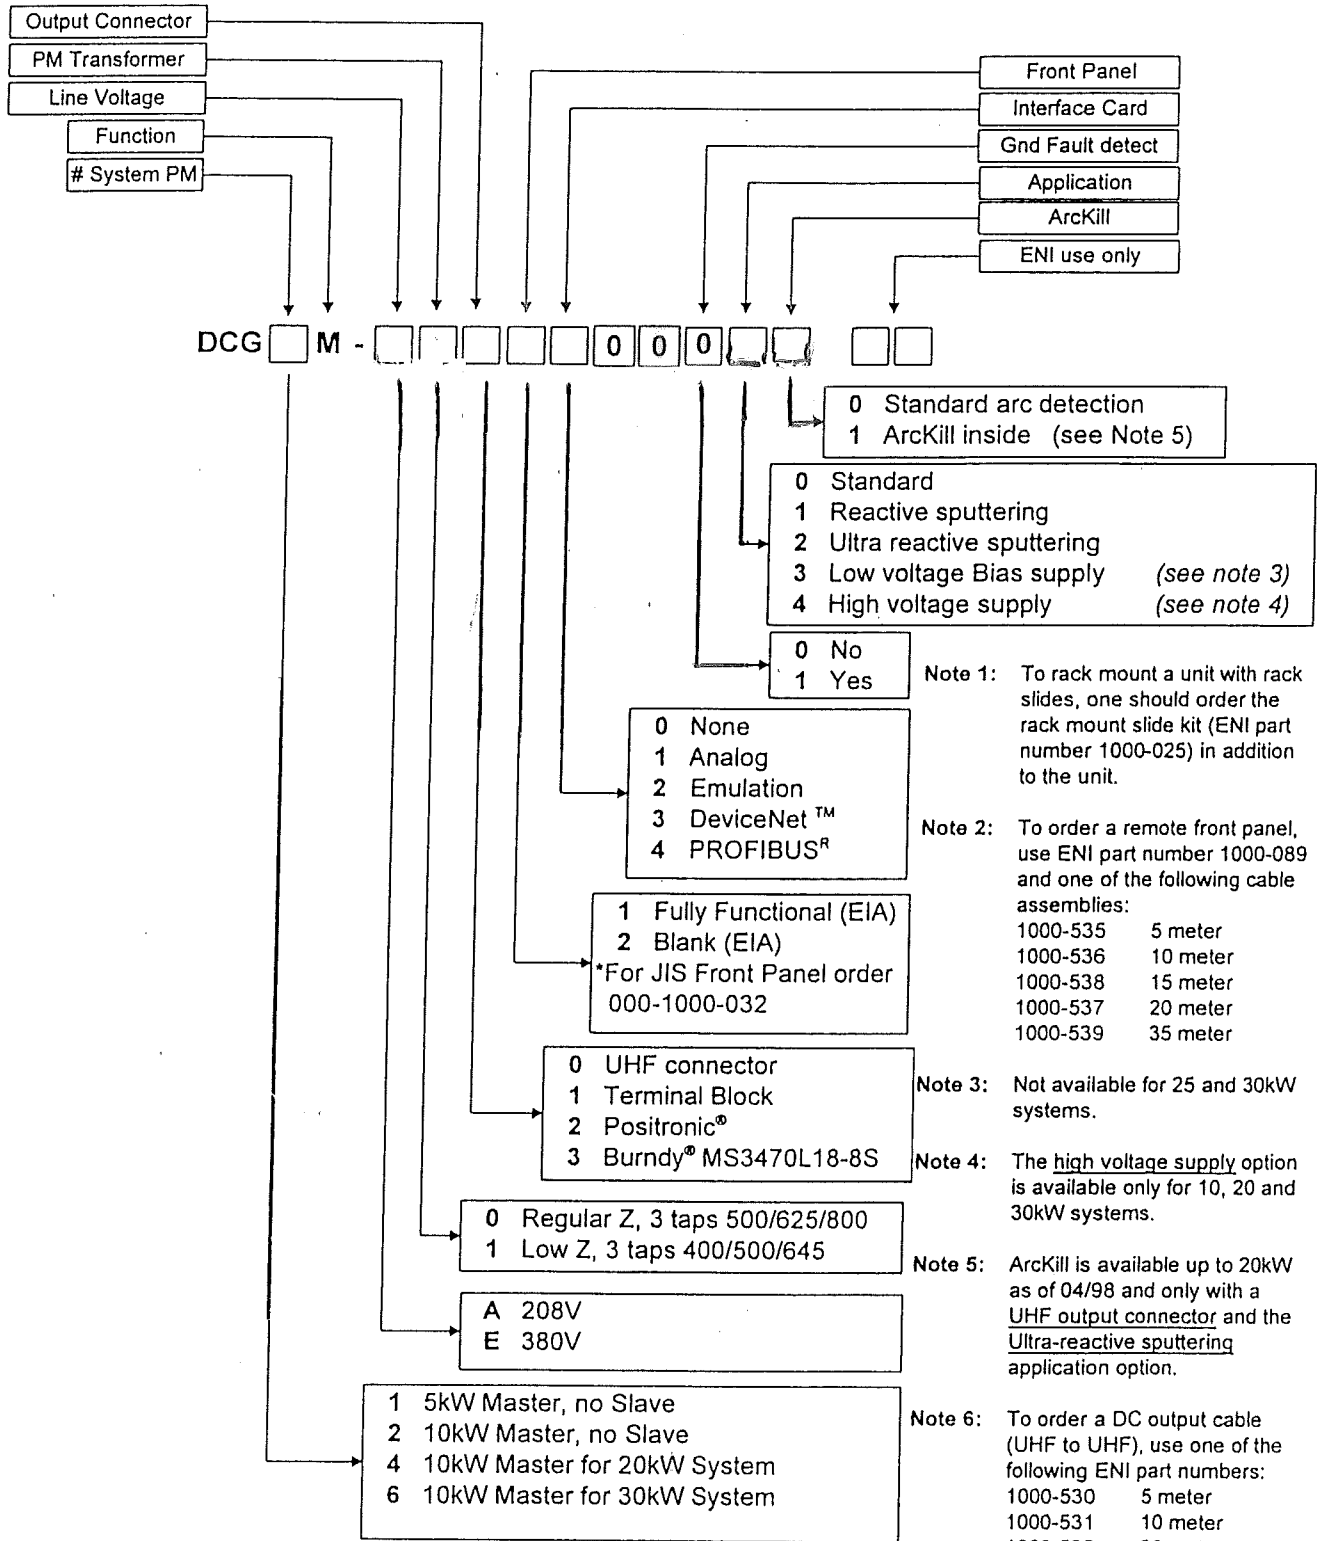 Output Connector
PM Transformer
Line Voltage
Function
# System PM
Front Panel
Interface Card
Gnd Fault detect
Application
ArcKill
ENI use only
DCG M - 0 0 0
0 Standard arc detection
1 ArcKill inside (see Note 5)
0 Standard
1 Reactive sputtering
2 Ultra reactive sputtering
3 Low voltage Bias supply (see note 3)
4 High voltage supply (see note 4)
0 No
1 Yes
0 None
1 Analog
2 Emulation
3 DeviceNet ™
4 PROFIBUSᴿ
1 Fully Functional (EIA)
2 Blank (EIA)
*For JIS Front Panel order
000-1000-032
0 UHF connector
1 Terminal Block
2 Positronic®
3 Burndy® MS3470L18-8S
0 Regular Z, 3 taps 500/625/800
1 Low Z, 3 taps 400/500/645
A 208V
E 380V
1 5kW Master, no Slave
2 10kW Master, no Slave
4 10kW Master for 20kW System
6 10kW Master for 30kW System
Note 1: To rack mount a unit with rack
slides, one should order the
rack mount slide kit (ENI part
number 1000-025) in addition
to the unit.
Note 2: To order a remote front panel,
use ENI part number 1000-089
and one of the following cable
assemblies:
1000-535 5 meter
1000-536 10 meter
1000-538 15 meter
1000-537 20 meter
1000-539 35 meter
Note 3: Not available for 25 and 30kW
systems.
Note 4: The high voltage supply option
is available only for 10, 20 and
30kW systems.
Note 5: ArcKill is available up to 20kW
as of 04/98 and only with a
UHF output connector and the
Ultra-reactive sputtering
application option.
Note 6: To order a DC output cable
(UHF to UHF), use one of the
following ENI part numbers:
1000-530 5 meter
1000-531 10 meter